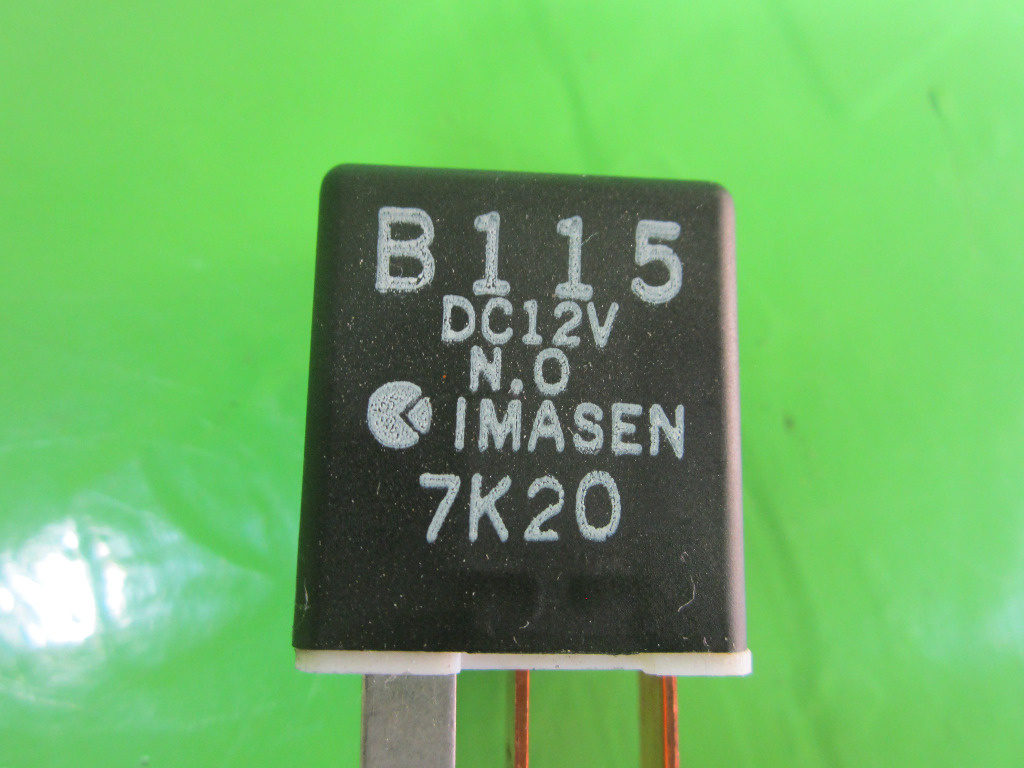 B115
DC12V
N.O
IMASEN
7K20